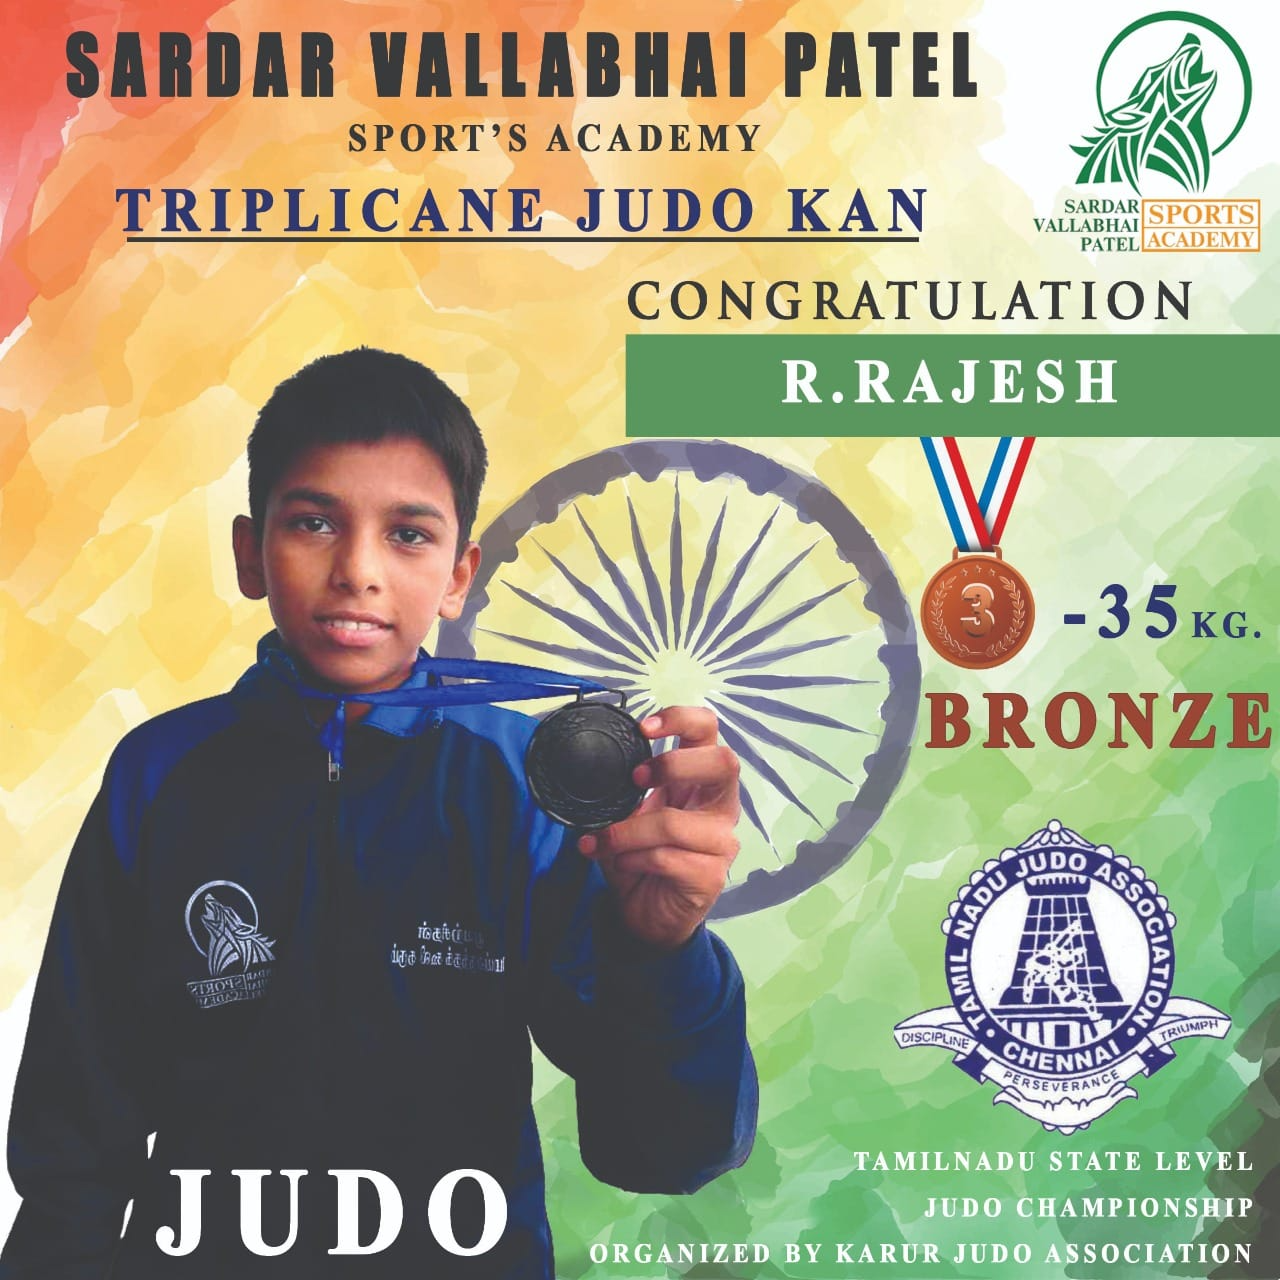 SARDAR VALLABHAI PATEL
SPORT'S ACADEMY
TRIPLICANE JUDO KAN
SARDAR
VALLABHAI
PATEL
SPORTS
ACADEMY
CONGRATULATION
R.RAJESH
3
-35 KG.
BRONZE
TAMIL NADU JUDO ASSOCIATION
CHENNAI
DISCIPLINE
PERSEVERANCE
TRIUMPH
JUDO
TAMILNADU STATE LEVEL
JUDO CHAMPIONSHIP
ORGANIZED BY KARUR JUDO ASSOCIATION